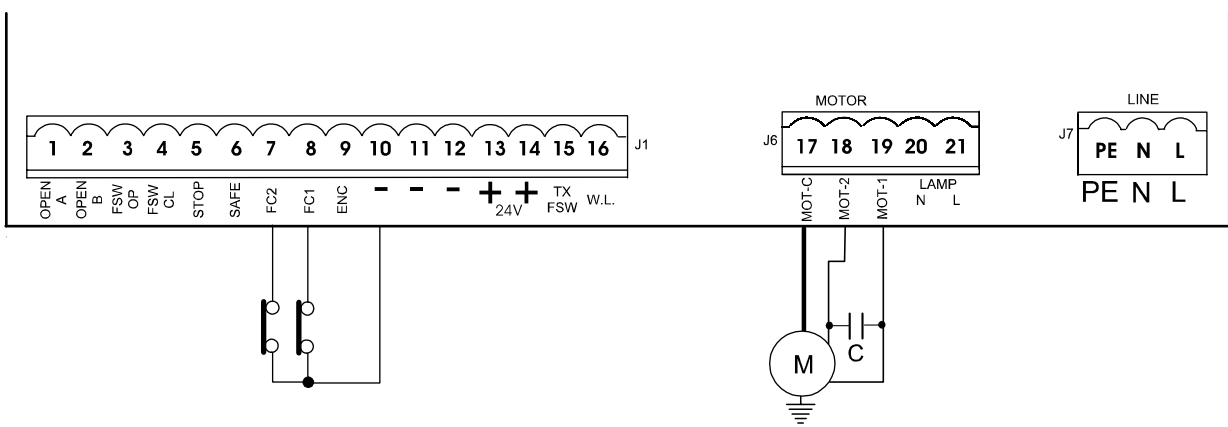 MOTOR
LINE
J1
J6
J7
1 2 3 4 5 6 7 8 9 10 11 12 13 14 15 16
17 18 19 20 21
PE N L
OPEN A
OPEN B
FSW OP
FSW CL
STOP
SAFE
FC2
FC1
ENC
- - - + +
24V
TX FSW
W.L.
MOT-C
MOT-2
MOT-1
LAMP
N L
PE N L
C
M